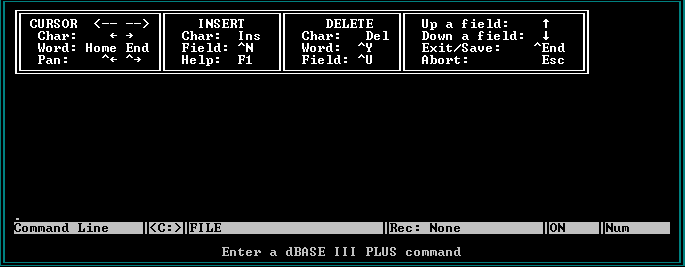 CURSOR <-- --> INSERT DELETE Up a field: ↑
Char: ← → Char: Ins Char: Del Down a field: ↓
Word: Home End Field: ^N Word: ^Y Exit/Save: ^End
Pan: ^← ^→ Help: F1 Field: ^U Abort: Esc
Command Line <C:> FILE Rec: None ON Num
Enter a dBASE III PLUS command